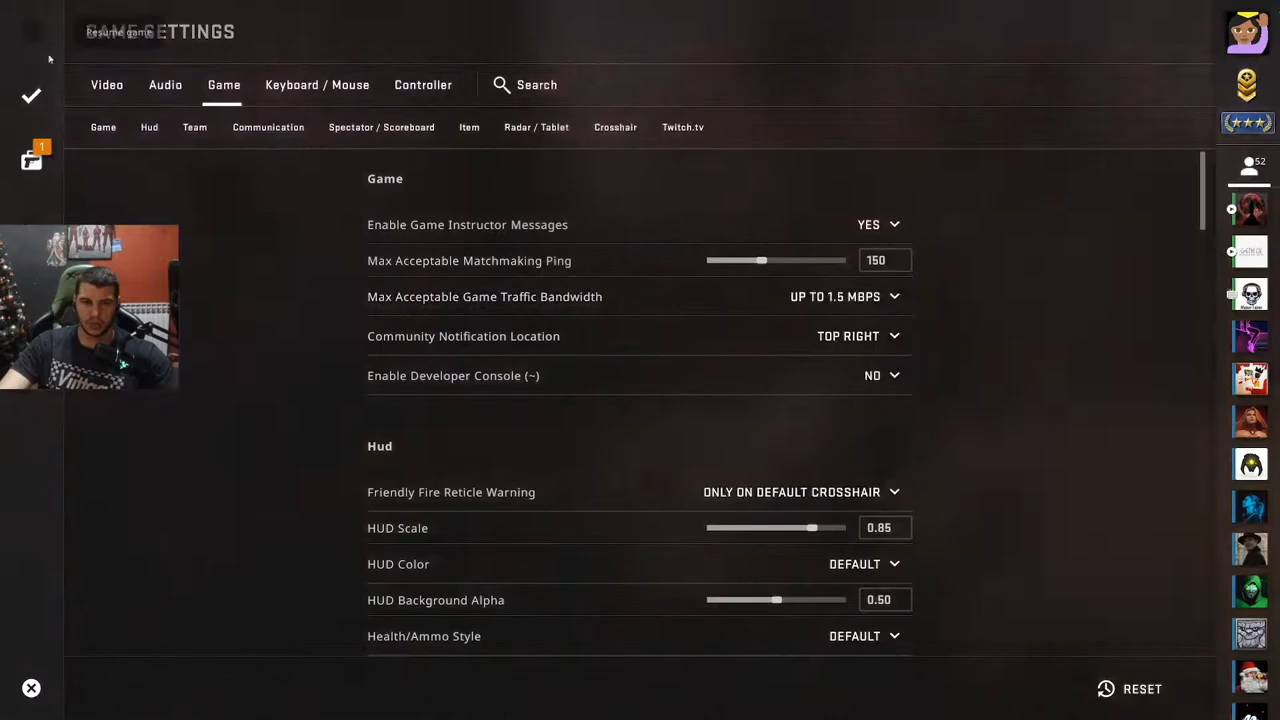 GAME SETTINGS
Resume game
Video Audio Game Keyboard / Mouse Controller Search
Game Hud Team Communication Spectator / Scoreboard Item Radar / Tablet Crosshair Twitch.tv
1
52
Game
Enable Game Instructor Messages YES
Max Acceptable Matchmaking Ping 150
Max Acceptable Game Traffic Bandwidth UP TO 1.5 MBPS
Community Notification Location TOP RIGHT
Enable Developer Console (~) NO
Hud
Friendly Fire Reticle Warning ONLY ON DEFAULT CROSSHAIR
HUD Scale 0.85
HUD Color DEFAULT
HUD Background Alpha 0.50
Health/Ammo Style DEFAULT
RESET